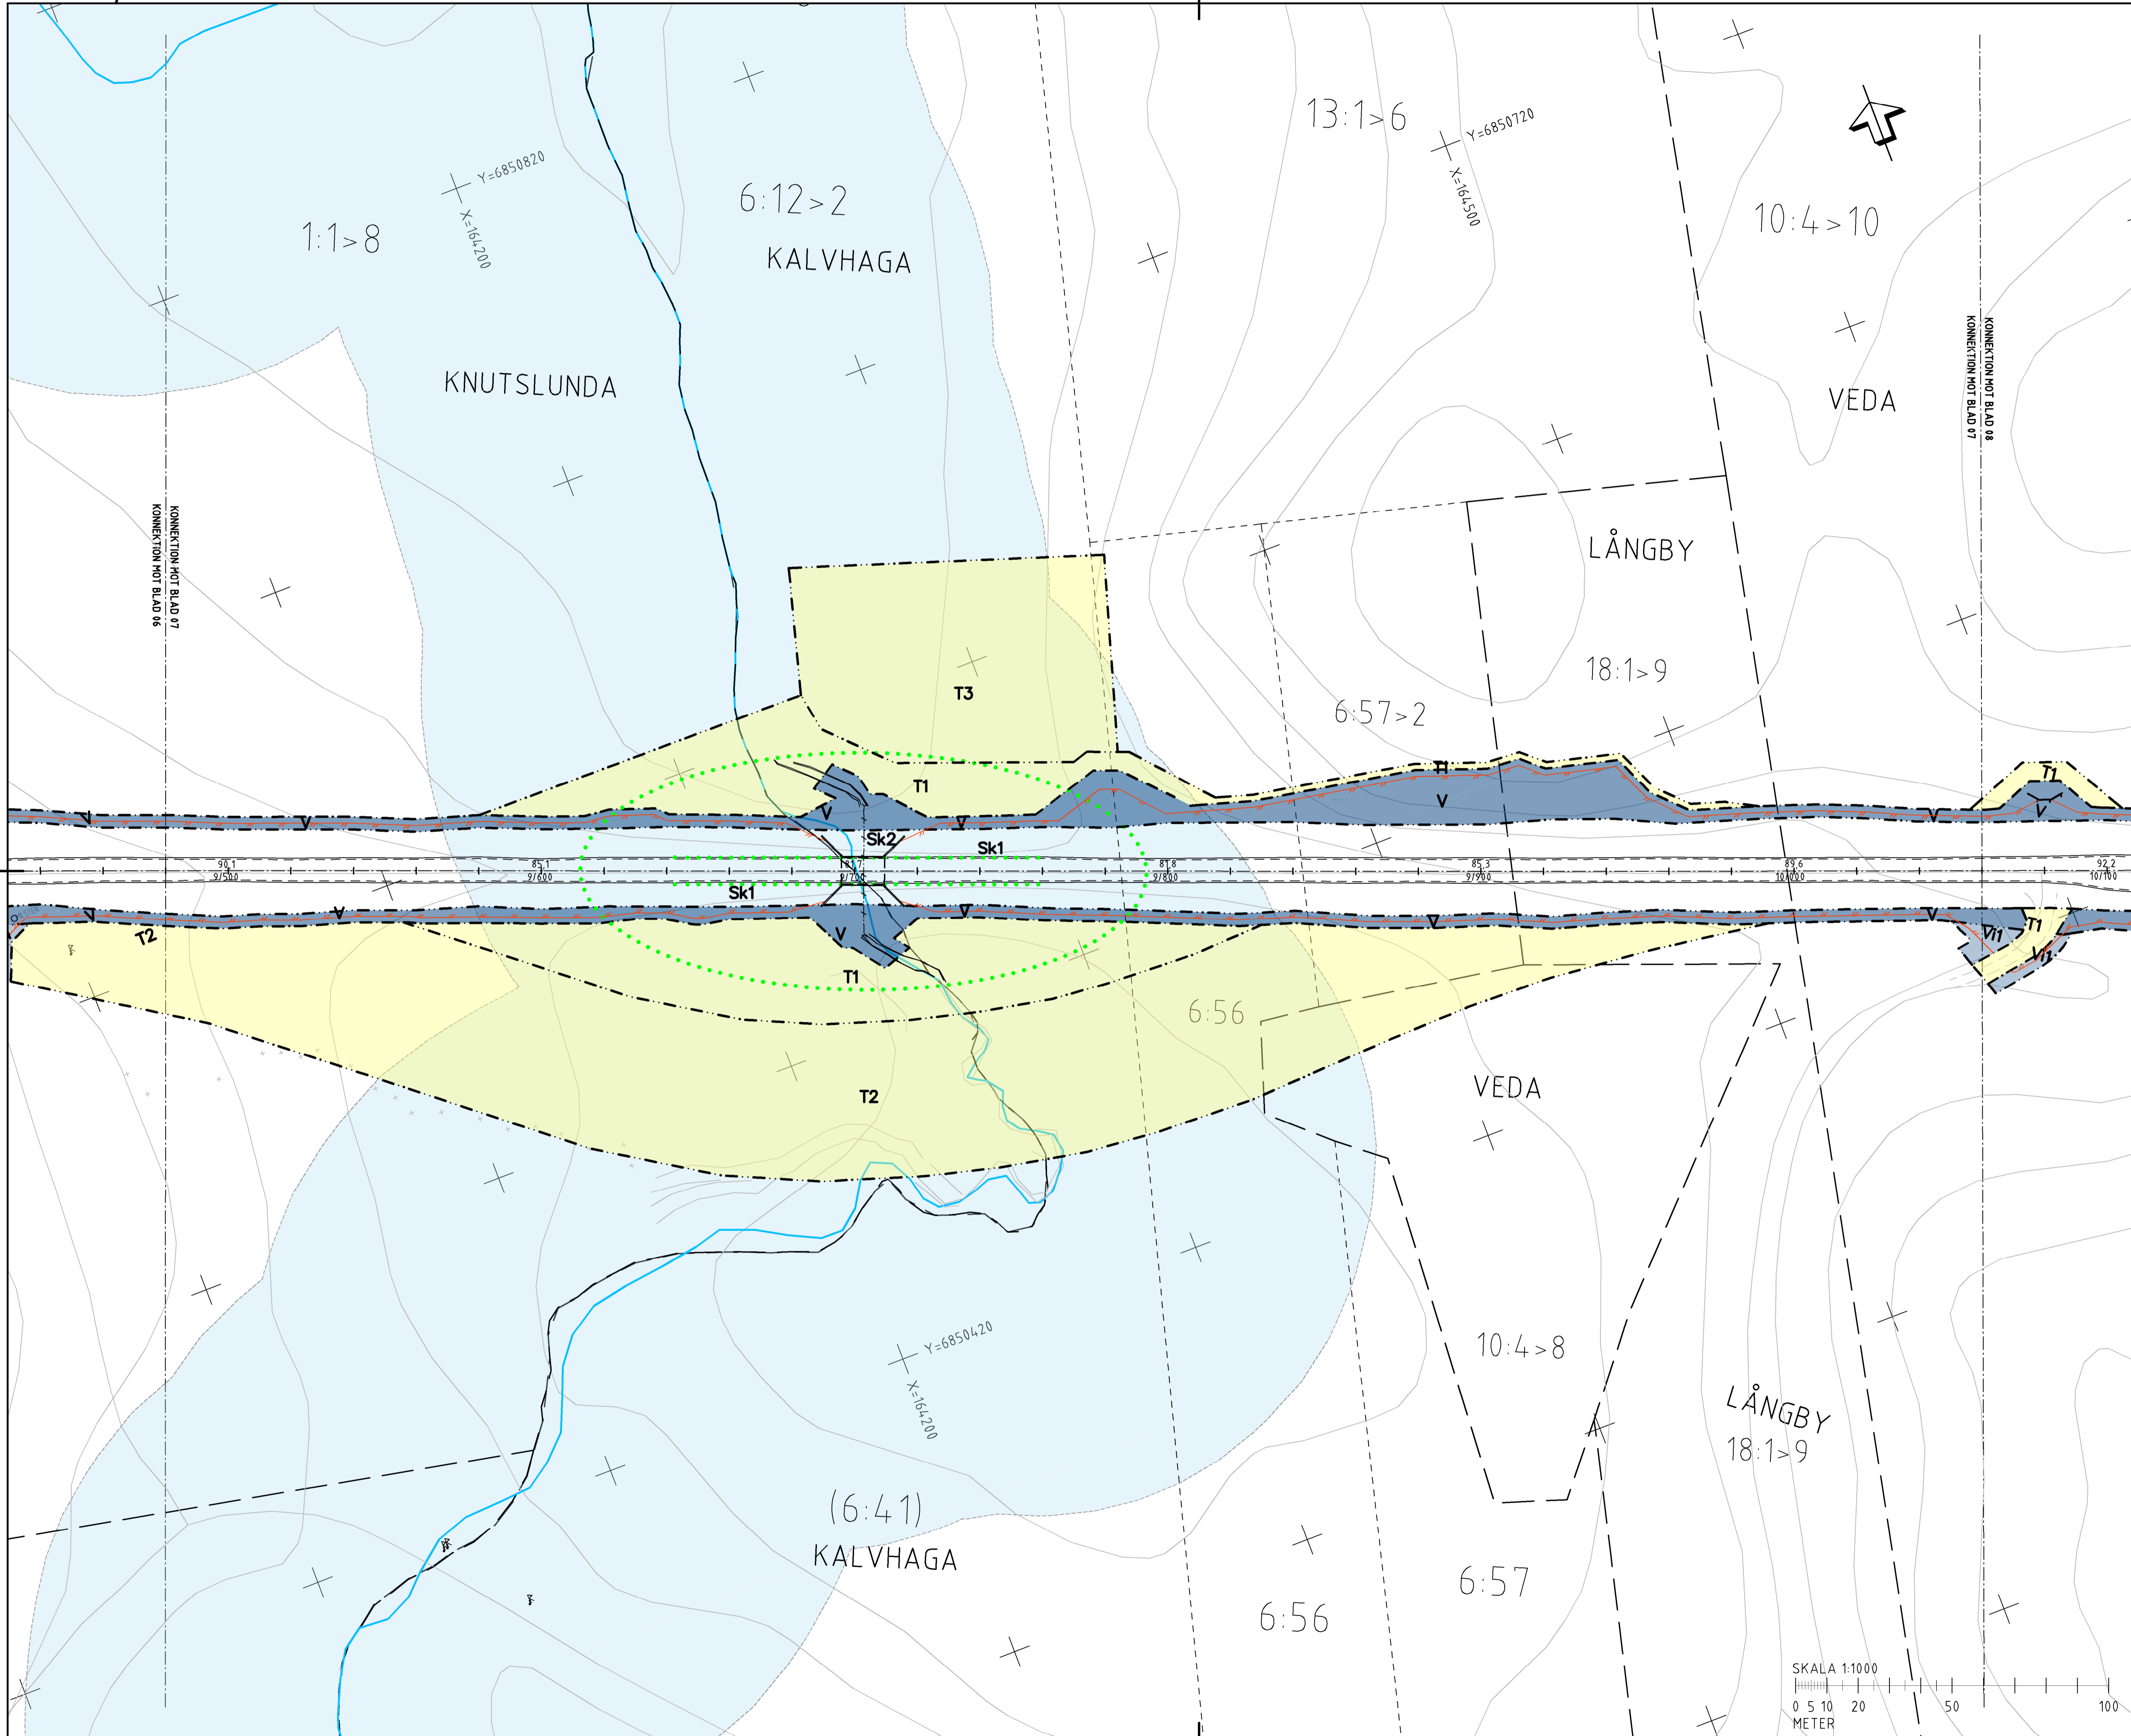 13:1>6
Y=6850720
X=164500
Y=6850820
X=164200
6:12>2
10:4>10
1:1>8
KALVHAGA
KNUTSLUNDA
VEDA
KONNEKTION MOT BLAD 08
KONNEKTION MOT BLAD 07
KONNEKTION MOT BLAD 07
KONNEKTION MOT BLAD 06
LÅNGBY
18:1>9
T3
6:57>2
T1
T1
T1
V
V
V
V
V
V
V
V
Sk2
Sk1
90,1
85,1
81,7
81,8
85,3
89,6
92,2
9/500
9/600
9/700
9/800
9/900
10/000
10/100
Sk1
V
V
V
V
V
V
T2
T1
Vi1
T1
Vi1
6:56
T2
VEDA
Y=6850420
X=164200
10:4>8
LÅNGBY
18:1>9
(6:41)
KALVHAGA
6:57
6:56
SKALA 1:1000
0 5 10 20 50 100
METER